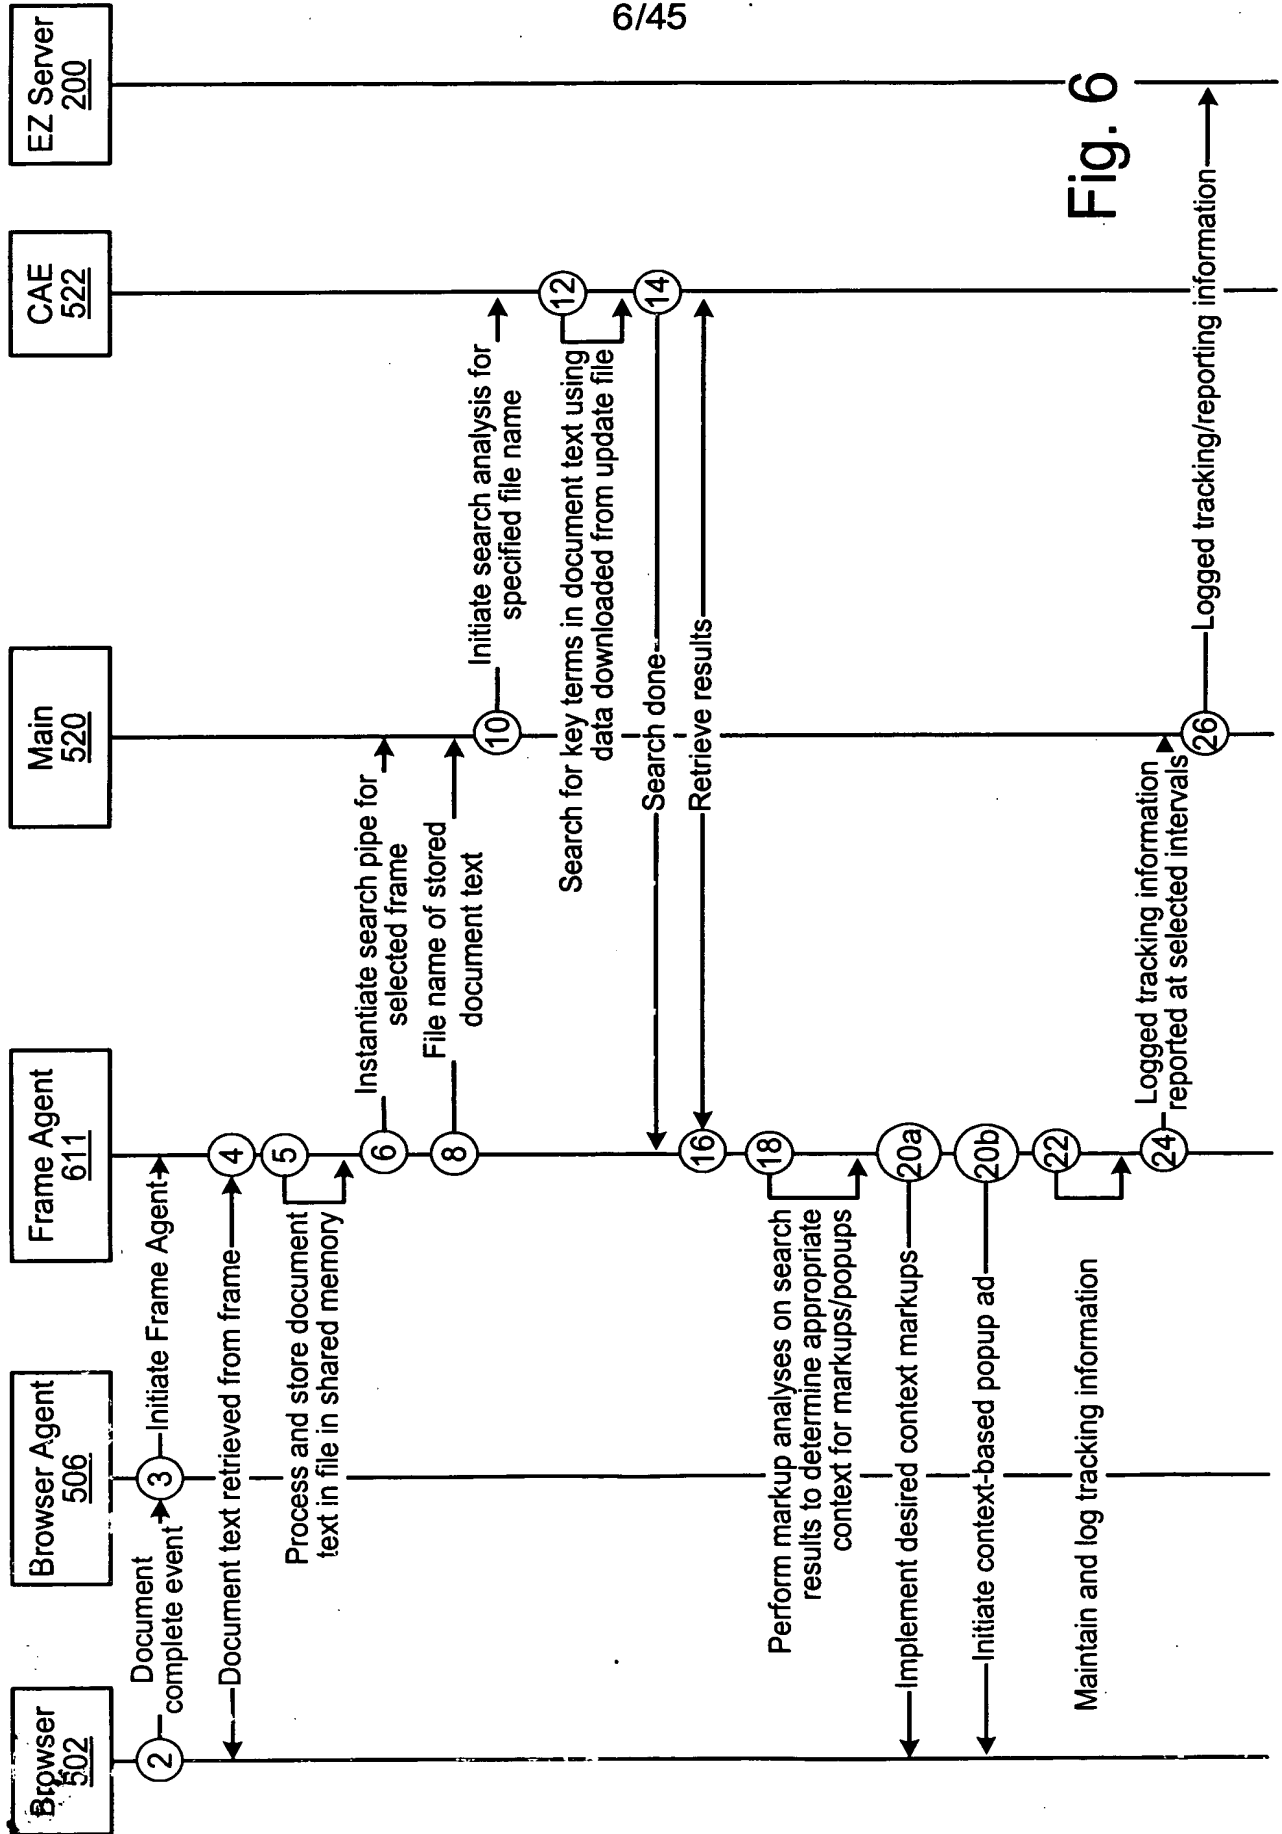 6/45
Browser
502
Browser Agent
506
Frame Agent
611
Main
520
CAE
522
EZ Server
200
2
Document
complete event
3
Initiate Frame Agent
4
Document text retrieved from frame
5
Process and store document
text in file in shared memory
6
Instantiate search pipe for
selected frame
8
File name of stored
document text
10
Initiate search analysis for
specified file name
12
Search for key terms in document text using
data downloaded from update file
14
Search done
16
Retrieve results
18
Perform markup analyses on search
results to determine appropriate
context for markups/popups
20a
Implement desired context markups
20b
Initiate context-based popup ad
22
Maintain and log tracking information
24
Logged tracking information
reported at selected intervals
26
Logged tracking/reporting information
Fig. 6